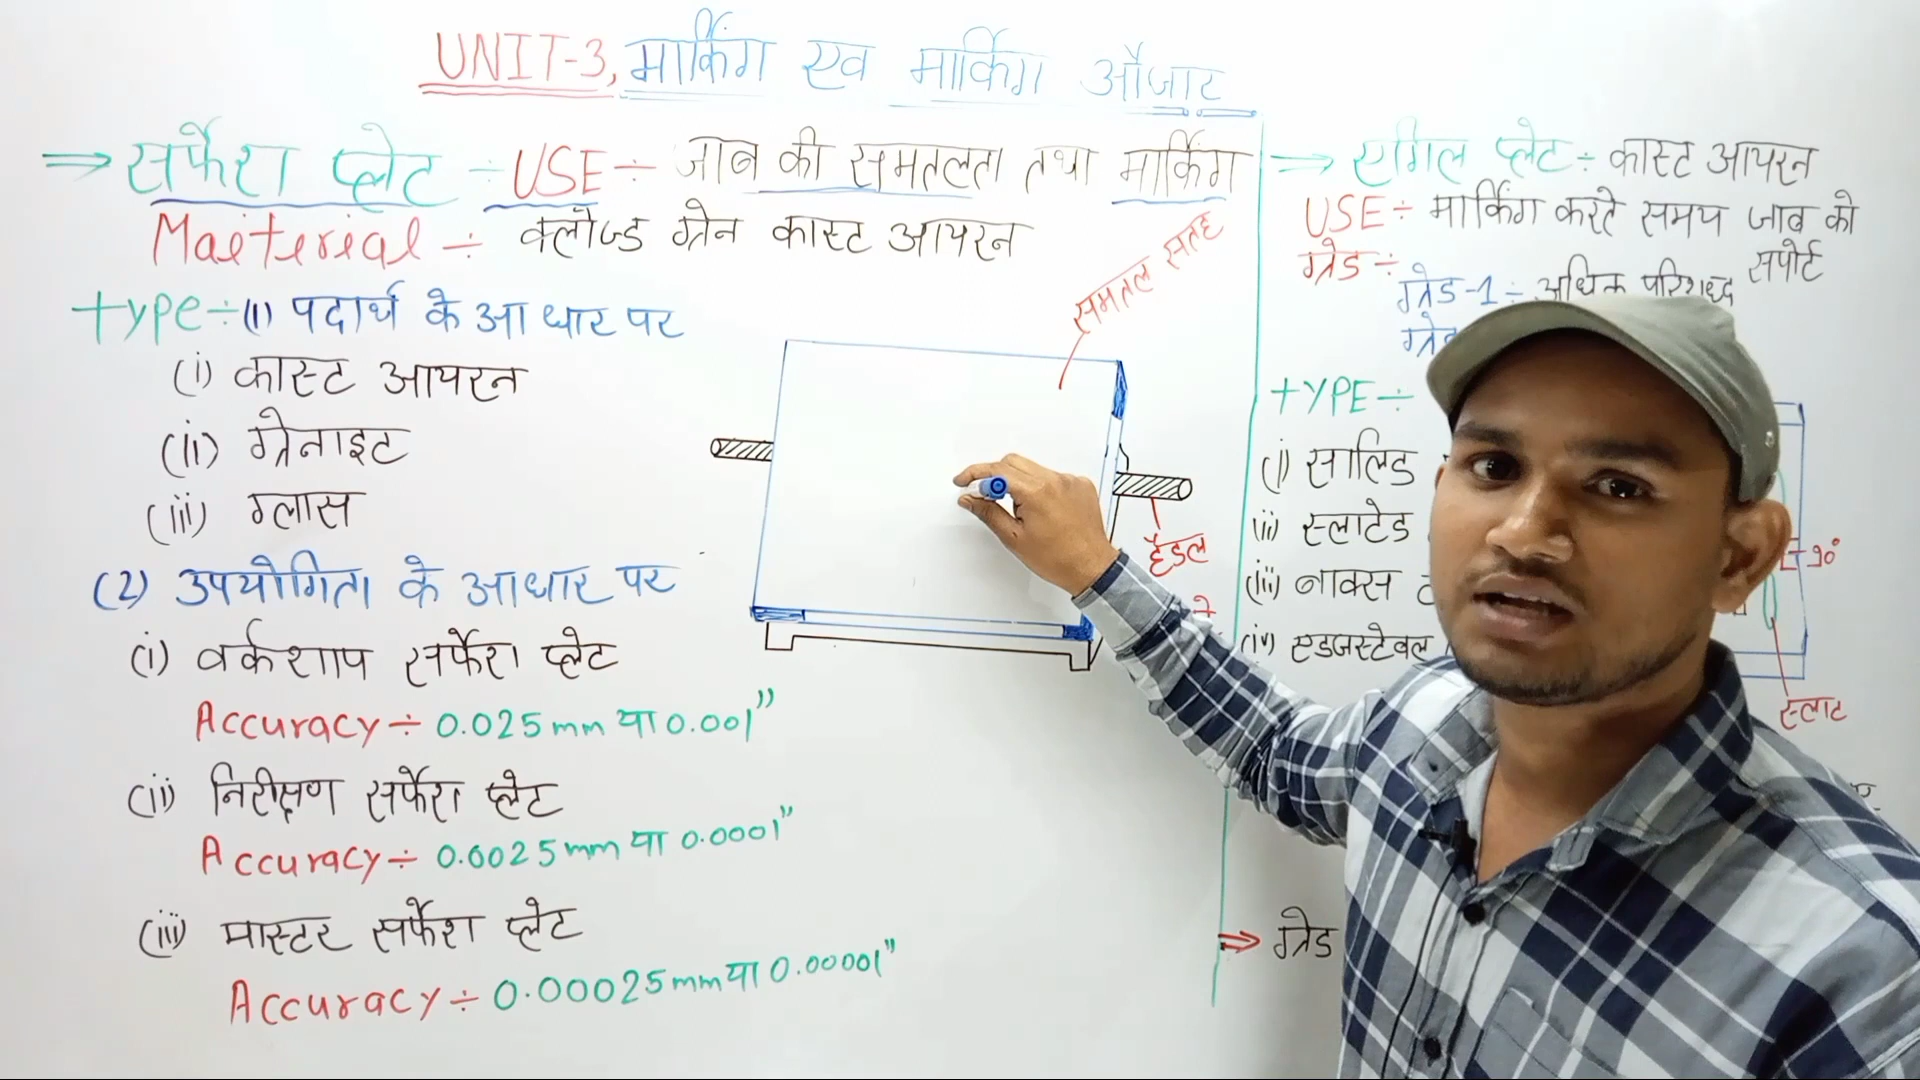 UNIT-3, मार्किंग एव मार्किंग औजार
⇒ सर्फेश प्लेट ÷ USE ÷ जाब की समतलता तथा मार्किंग
Maeterial ÷ क्लोज्ड ग्रेन कास्ट आयरन
समतल सतह
type ÷ (1) पदार्थ के आधार पर
(i) कास्ट आयरन
(ii) ग्रेनाइट
(iii) ग्लास
हैंडल
(2) उपयोगिता के आधार पर
(i) वर्कशाप सर्फेश प्लेट
Accuracy ÷ 0.025 mm या 0.001"
(ii) निरीक्षण सर्फेश प्लेट
Accuracy ÷ 0.0025 mm या 0.0001"
(iii) मास्टर सर्फेश प्लेट
Accuracy ÷ 0.00025 mm या 0.00001"
→ एंगिल प्लेट ÷ कास्ट आयरन
USE ÷ मार्किंग करते समय जाब को
सपोर्ट
ग्रेड ÷
ग्रेड-1 ÷ अधिक परिशुद्ध
ग्रेड
TYPE ÷
(i) सालिड
(ii) स्लाटेड
(iii) बाक्स
(iv) एडजस्टेबल
90°
स्लाट
⇒ ग्रेड